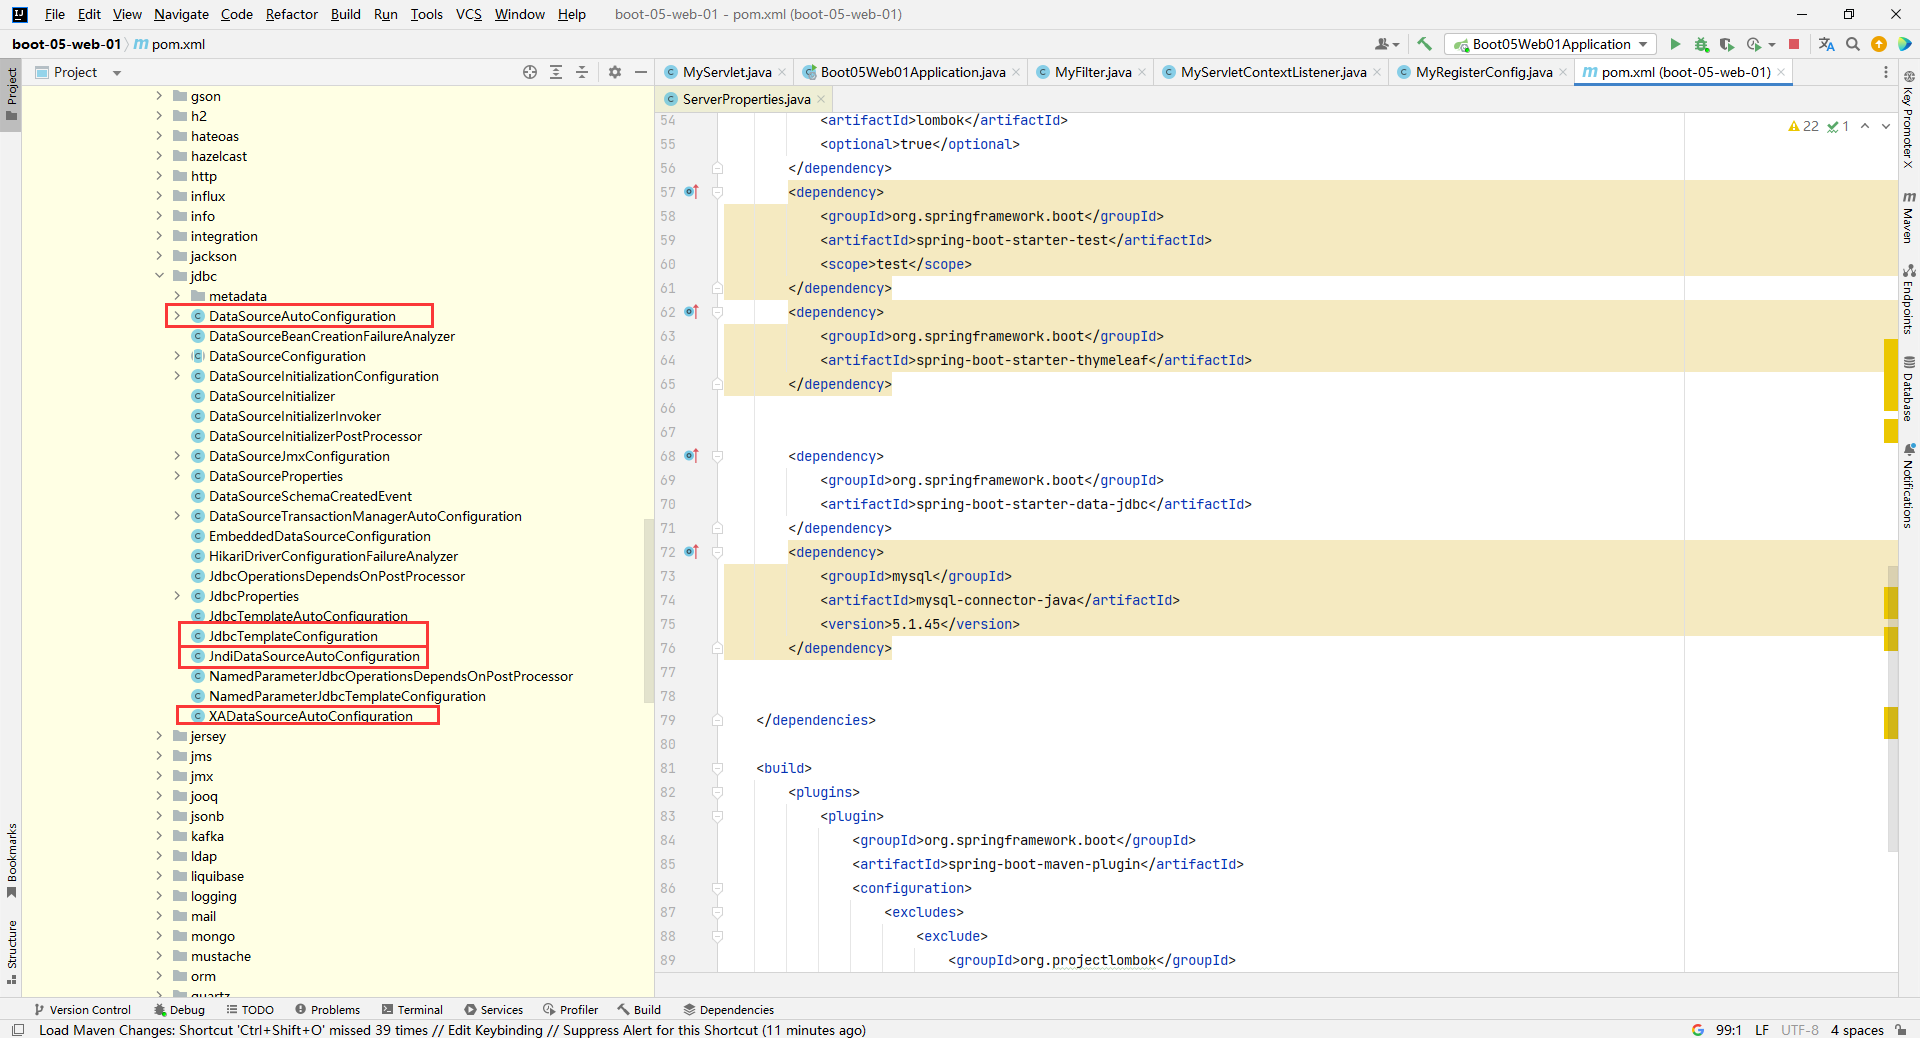 File Edit View Navigate Code Refactor Build Run Tools VCS Window Help boot-05-web-01 - pom.xml (boot-05-web-01)
boot-05-web-01 m pom.xml Boot05Web01Application
Project
MyServlet.java Boot05Web01Application.java MyFilter.java MyServletContextListener.java MyRegisterConfig.java pom.xml (boot-05-web-01)
ServerProperties.java
22 1
Project
gson
h2
hateoas
hazelcast
http
influx
info
integration
jackson
jdbc
metadata
DataSourceAutoConfiguration
DataSourceBeanCreationFailureAnalyzer
DataSourceConfiguration
DataSourceInitializationConfiguration
DataSourceInitializer
DataSourceInitializerInvoker
DataSourceInitializerPostProcessor
DataSourceJmxConfiguration
DataSourceProperties
DataSourceSchemaCreatedEvent
DataSourceTransactionManagerAutoConfiguration
EmbeddedDataSourceConfiguration
HikariDriverConfigurationFailureAnalyzer
JdbcOperationsDependsOnPostProcessor
JdbcProperties
JdbcTemplateAutoConfiguration
JdbcTemplateConfiguration
JndiDataSourceAutoConfiguration
NamedParameterJdbcOperationsDependsOnPostProcessor
NamedParameterJdbcTemplateConfiguration
XADataSourceAutoConfiguration
jersey
jms
jmx
jooq
jsonb
kafka
ldap
liquibase
logging
mail
mongo
mustache
orm
quartz
Bookmarks
Structure
54 <artifactId>lombok</artifactId>
55 <optional>true</optional>
56 </dependency>
57 <dependency>
58 <groupId>org.springframework.boot</groupId>
59 <artifactId>spring-boot-starter-test</artifactId>
60 <scope>test</scope>
61 </dependency>
62 <dependency>
63 <groupId>org.springframework.boot</groupId>
64 <artifactId>spring-boot-starter-thymeleaf</artifactId>
65 </dependency>
66
67
68 <dependency>
69 <groupId>org.springframework.boot</groupId>
70 <artifactId>spring-boot-starter-data-jdbc</artifactId>
71 </dependency>
72 <dependency>
73 <groupId>mysql</groupId>
74 <artifactId>mysql-connector-java</artifactId>
75 <version>5.1.45</version>
76 </dependency>
77
78
79 </dependencies>
80
81 <build>
82 <plugins>
83 <plugin>
84 <groupId>org.springframework.boot</groupId>
85 <artifactId>spring-boot-maven-plugin</artifactId>
86 <configuration>
87 <excludes>
88 <exclude>
89 <groupId>org.projectlombok</groupId>
Key Promoter X
Maven
Endpoints
Database
Notifications
Version Control Debug TODO Problems Terminal Services Profiler Build Dependencies
Load Maven Changes: Shortcut 'Ctrl+Shift+O' missed 39 times // Edit Keybinding // Suppress Alert for this Shortcut (11 minutes ago) 99:1 LF UTF-8 4 spaces